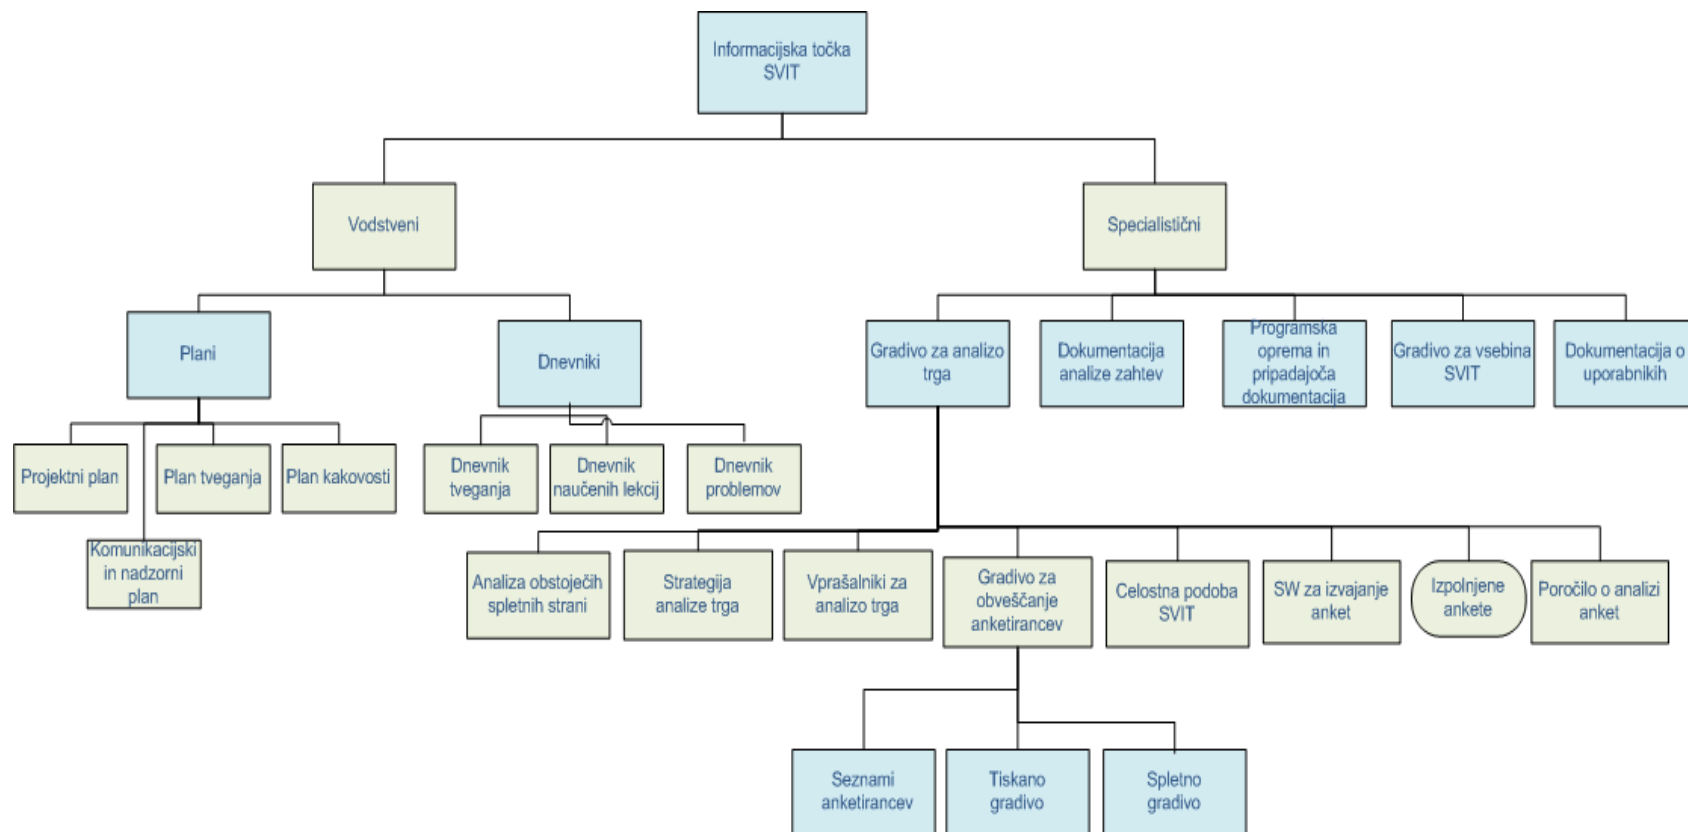 Informacijska točka
SVIT
Vodstveni
Specialistični
Plani
Dnevniki
Gradivo za analizo
trga
Dokumentacija
analize zahtev
Programska
oprema in
pripadajoča
dokumentacija
Gradivo za vsebina
SVIT
Dokumentacija o
uporabnikih
Projektni plan
Plan tveganja
Plan kakovosti
Dnevnik
tveganja
Dnevnik
naučenih lekcij
Dnevnik
problemov
Komunikacijski
in nadzorni
plan
Analiza obstoječih
spletnih strani
Strategija
analize trga
Vprašalniki za
analizo trga
Gradivo za
obveščanje
anketirancev
Celostna podoba
SVIT
SW za izvajanje
anket
Izpolnjene
ankete
Poročilo o analizi
anket
Seznami
anketirancev
Tiskano
gradivo
Spletno
gradivo